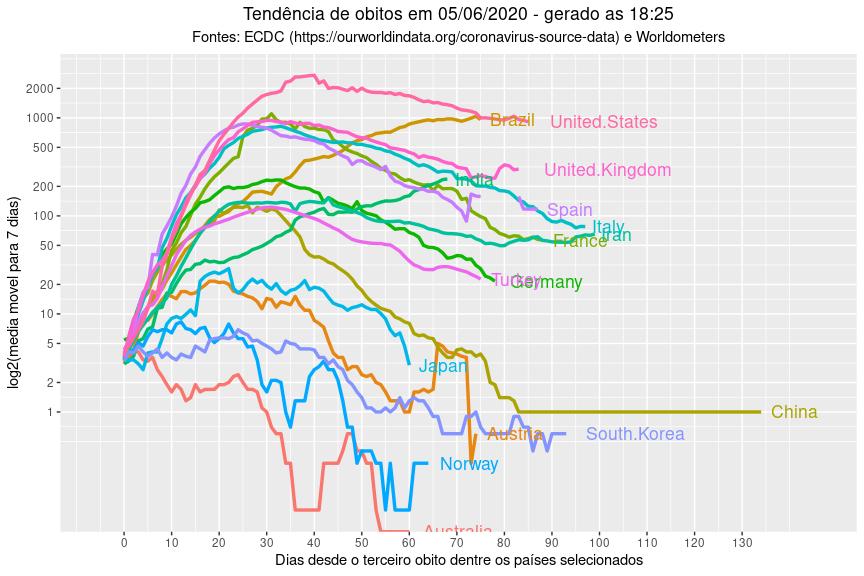 Tendência de obitos em 05/06/2020 - gerado as 18:25
Fontes: ECDC (https://ourworldindata.org/coronavirus-source-data) e Worldometers
log2(media movel para 7 dias)
2000
1000
500
200
100
50
20
10
5
2
1
Brazil
United.States
United.Kingdom
India
Spain
Italy
Iran
France
Turkey
Germany
Japan
China
Austria
South.Korea
Norway
Australia
0 10 20 30 40 50 60 70 80 90 100 110 120 130
Dias desde o terceiro obito dentre os países selecionados